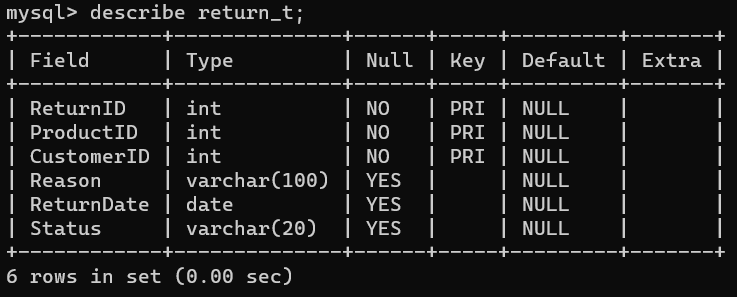 mysql> describe return_t;
+------------+--------------+------+-----+---------+-------+
| Field      | Type         | Null | Key | Default | Extra |
+------------+--------------+------+-----+---------+-------+
| ReturnID   | int          | NO   | PRI | NULL    |       |
| ProductID  | int          | NO   | PRI | NULL    |       |
| CustomerID | int          | NO   | PRI | NULL    |       |
| Reason     | varchar(100) | YES  |     | NULL    |       |
| ReturnDate | date         | YES  |     | NULL    |       |
| Status     | varchar(20)  | YES  |     | NULL    |       |
+------------+--------------+------+-----+---------+-------+
6 rows in set (0.00 sec)